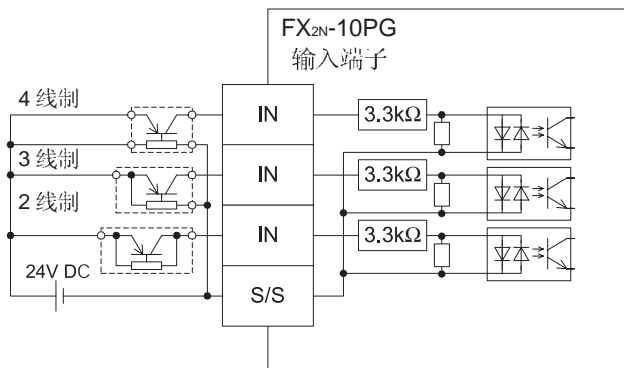 FX2N-10PG
输入端子
4 线制
IN
3.3kΩ
3 线制
IN
3.3kΩ
2 线制
IN
3.3kΩ
24V DC
S/S